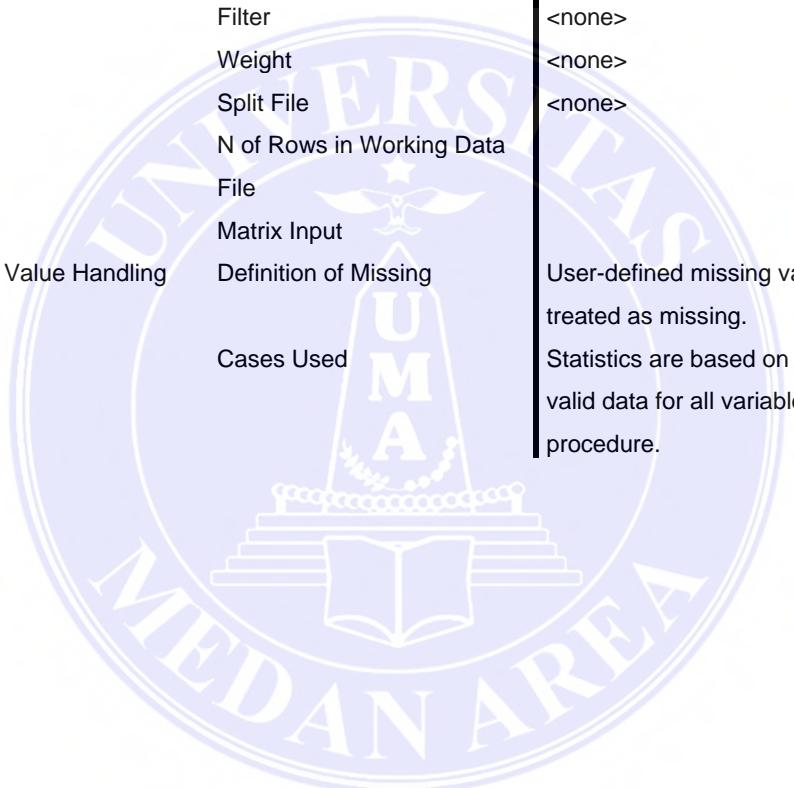 Filter <none>
Weight <none>
Split File <none>
N of Rows in Working Data
File
Matrix Input
Value Handling Definition of Missing User-defined missing va
treated as missing.
Cases Used Statistics are based on
valid data for all variable
procedure.
UNIVERSITAS
UMA
MEDAN AREA